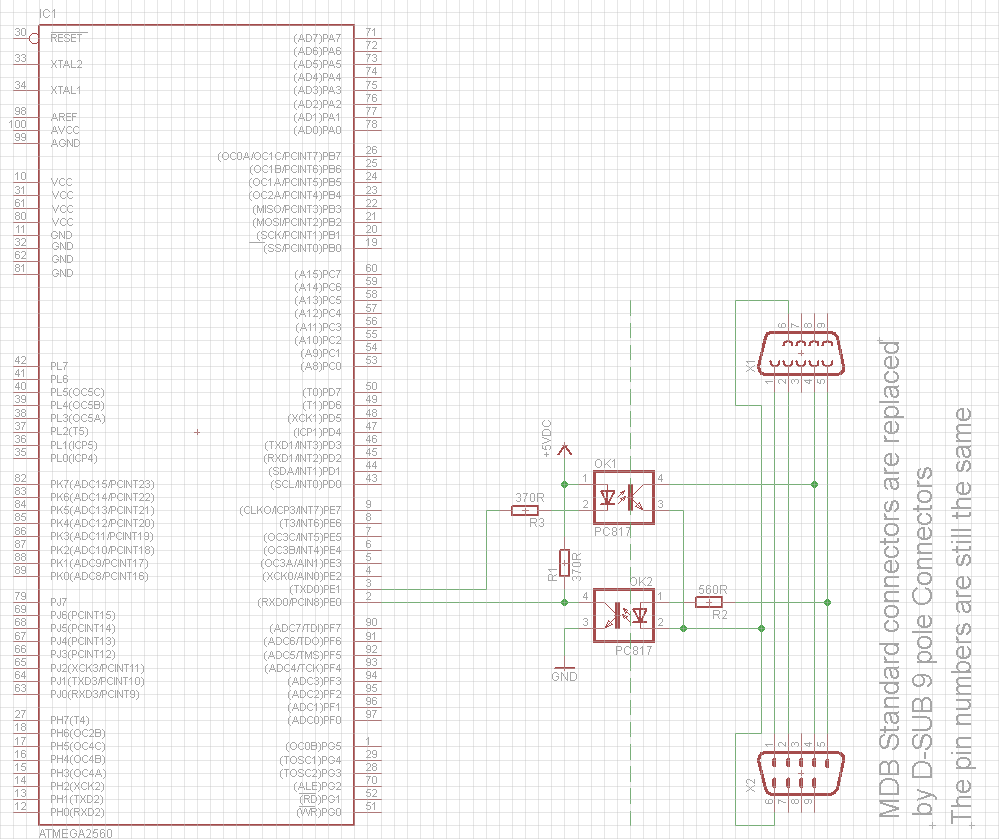 IC1
30 RESET
33 XTAL2
34 XTAL1
98 AREF
100 AVCC
99 AGND
10 VCC
31 VCC
61 VCC
80 VCC
11 GND
32 GND
62 GND
81 GND
42 PL7
41 PL6
40 PL5(OC5C)
39 PL4(OC5B)
38 PL3(OC5A)
37 PL2(T5)
36 PL1(ICP5)
35 PL0(ICP4)
82 PK7(ADC15/PCINT23)
83 PK6(ADC14/PCINT22)
84 PK5(ADC13/PCINT21)
85 PK4(ADC12/PCINT20)
86 PK3(ADC11/PCINT19)
87 PK2(ADC10/PCINT18)
88 PK1(ADC9/PCINT17)
89 PK0(ADC8/PCINT16)
79 PJ7
69 PJ6(PCINT15)
68 PJ5(PCINT14)
67 PJ4(PCINT13)
66 PJ3(PCINT12)
65 PJ2(XCK3/PCINT11)
64 PJ1(TXD3/PCINT10)
63 PJ0(RXD3/PCINT9)
27 PH7(T4)
18 PH6(OC2B)
17 PH5(OC4C)
16 PH4(OC4B)
15 PH3(OC4A)
14 PH2(XCK2)
13 PH1(TXD2)
12 PH0(RXD2)
(AD7)PA7 71
(AD6)PA6 72
(AD5)PA5 73
(AD4)PA4 74
(AD3)PA3 75
(AD2)PA2 76
(AD1)PA1 77
(AD0)PA0 78
(OC0A/OC1C/PCINT7)PB7 26
(OC1B/PCINT6)PB6 25
(OC1A/PCINT5)PB5 24
(OC2A/PCINT4)PB4 23
(MISO/PCINT3)PB3 22
(MOSI/PCINT2)PB2 21
(SCK/PCINT1)PB1 20
(SS/PCINT0)PB0 19
(A15)PC7 60
(A14)PC6 59
(A13)PC5 58
(A12)PC4 57
(A11)PC3 56
(A10)PC2 55
(A9)PC1 54
(A8)PC0 53
(T0)PD7 50
(T1)PD6 49
(XCK1)PD5 48
(ICP1)PD4 47
(TXD1/INT3)PD3 46
(RXD1/INT2)PD2 45
(SDA/INT1)PD1 44
(SCL/INT0)PD0 43
(CLKO/ICP3/INT7)PE7 9
(T3/INT6)PE6 8
(OC3C/INT5)PE5 7
(OC3B/INT4)PE4 6
(OC3A/AIN1)PE3 5
(XCK0/AIN0)PE2 4
(TXD0)PE1 3
(RXD0/PCIN8)PE0 2
(ADC7/TDI)PF7 90
(ADC6/TDO)PF6 91
(ADC5/TMS)PF5 92
(ADC4/TCK)PF4 93
(ADC3)PF3 94
(ADC2)PF2 95
(ADC1)PF1 96
(ADC0)PF0 97
(OC0B)PG5 1
(TOSC1)PG4 29
(TOSC2)PG3 28
(ALE)PG2 70
(RD)PG1 52
(WR)PG0 51
ATMEGA2560
+5VDC
370R
R3
OK1
1 4
2 3
PC817
R1
370R
OK2
4 1
3 2
PC817
GND
560R
R2
X1
6 7 8 9
1 2 3 4 5
X2
1 2 3 4 5
6 7 8 9
MDB Standard connectors are replaced
by D-SUB 9 pole Connectors
The pin numbers are still the same